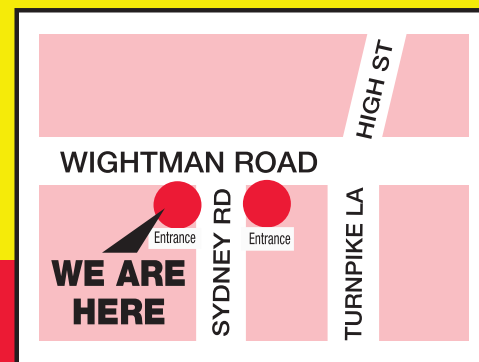 HIGH ST
WIGHTMAN ROAD
Entrance
SYDNEY RD
Entrance
TURNPIKE LA
WE ARE
HERE